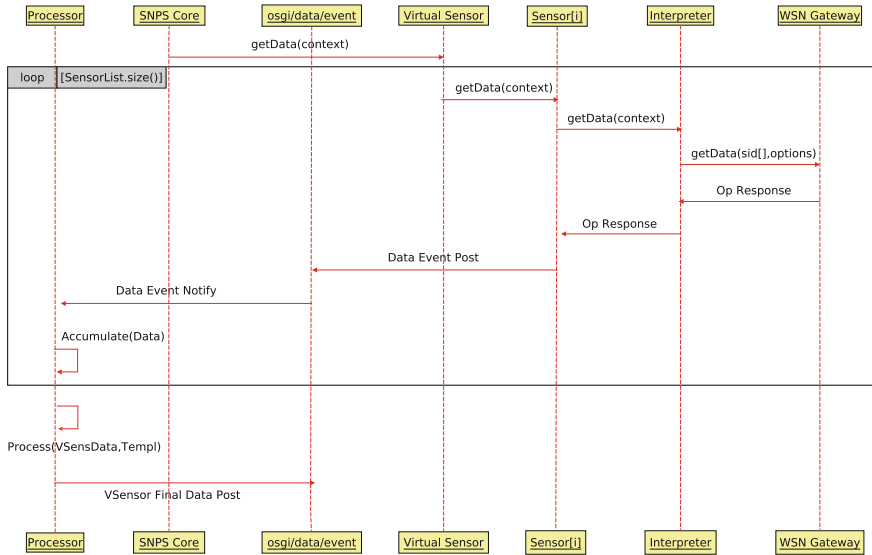 Processor SNPS Core osgi/data/event Virtual Sensor Sensor[i] Interpreter WSN Gateway
getData(context)
loop [SensorList.size()]
getData(context)
getData(context)
getData(sid[],options)
Op Response
Op Response
Data Event Post
Data Event Notify
Accumulate(Data)
Process(VSensData,Templ)
VSensor Final Data Post
Processor SNPS Core osgi/data/event Virtual Sensor Sensor[i] Interpreter WSN Gateway